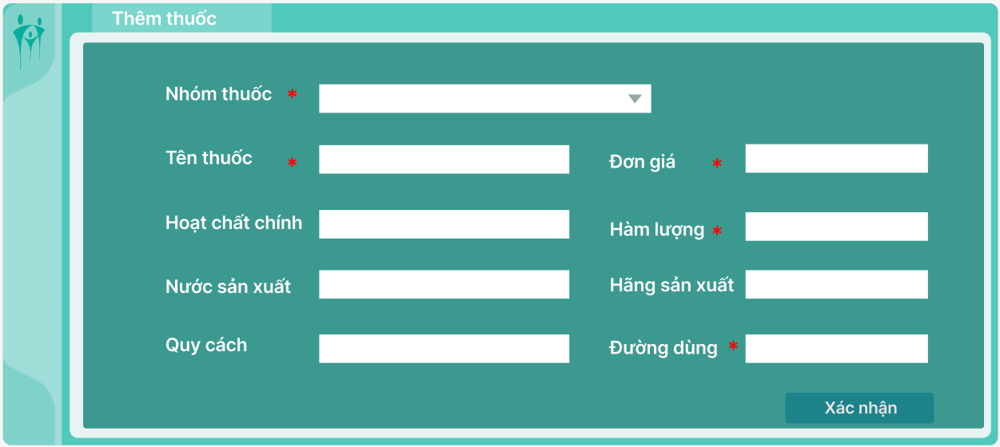 Thêm thuốc
Nhóm thuốc *
Tên thuốc * Đơn giá *
Hoạt chất chính Hàm lượng *
Nước sản xuất Hãng sản xuất
Quy cách Đường dùng *
Xác nhận